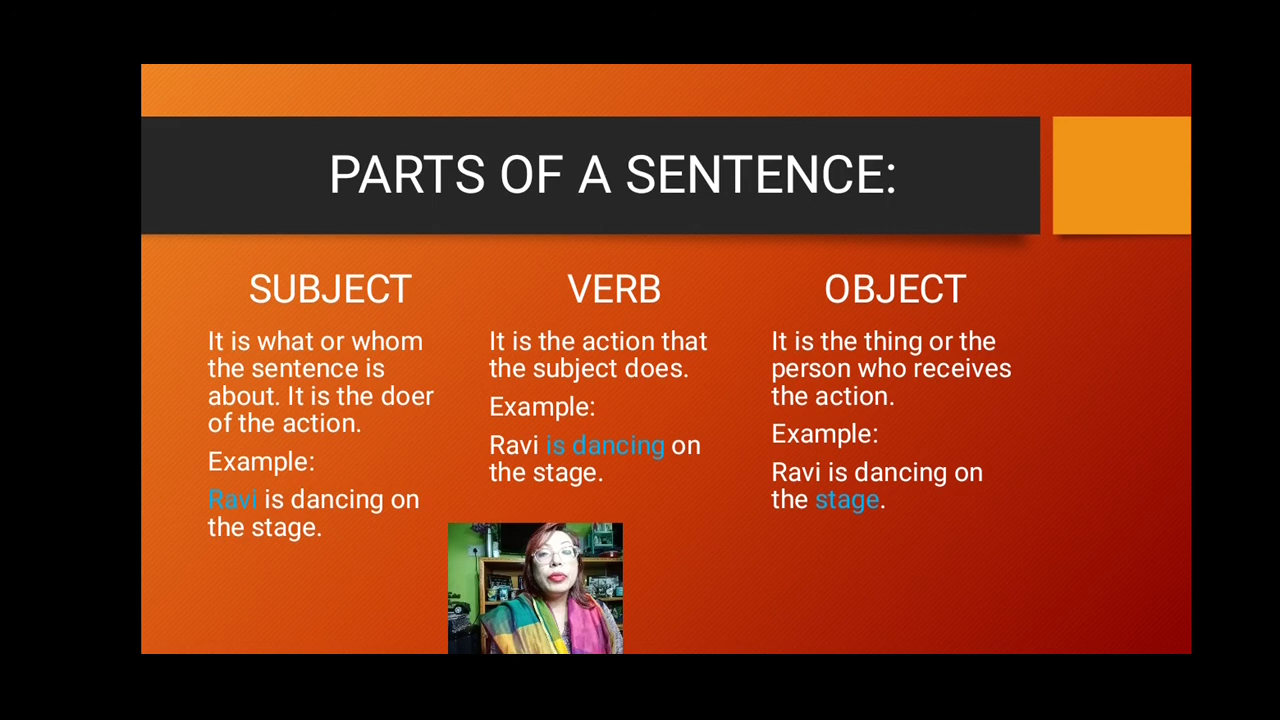 PARTS OF A SENTENCE:
SUBJECT
It is what or whom
the sentence is
about. It is the doer
of the action.
Example:
Ravi is dancing on
the stage.
VERB
It is the action that
the subject does.
Example:
Ravi is dancing on
the stage.
OBJECT
It is the thing or the
person who receives
the action.
Example:
Ravi is dancing on
the stage.